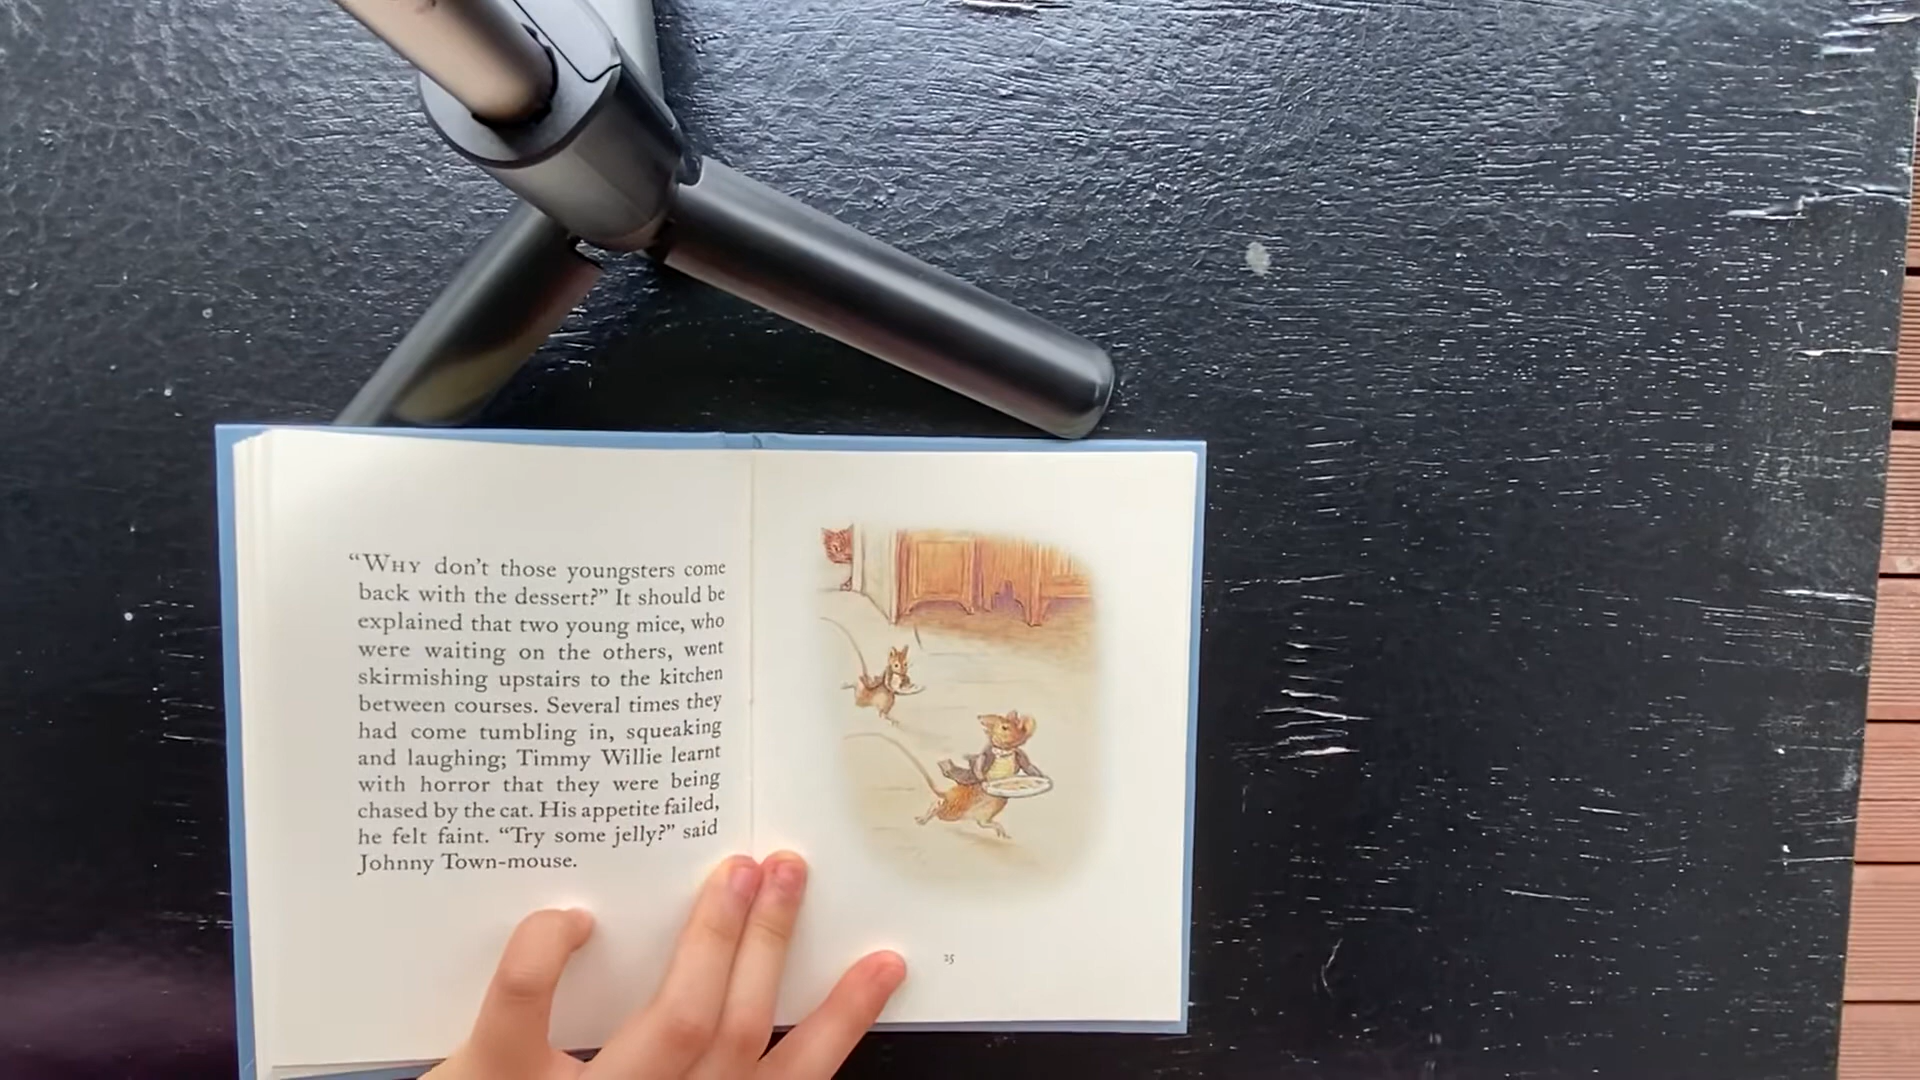 “WHY don’t those youngsters come
back with the dessert?” It should be
explained that two young mice, who
were waiting on the others, went
skirmishing upstairs to the kitchen
between courses. Several times they
had come tumbling in, squeaking
and laughing; Timmy Willie learnt
with horror that they were being
chased by the cat. His appetite failed,
he felt faint. “Try some jelly?” said
Johnny Town-mouse.
25